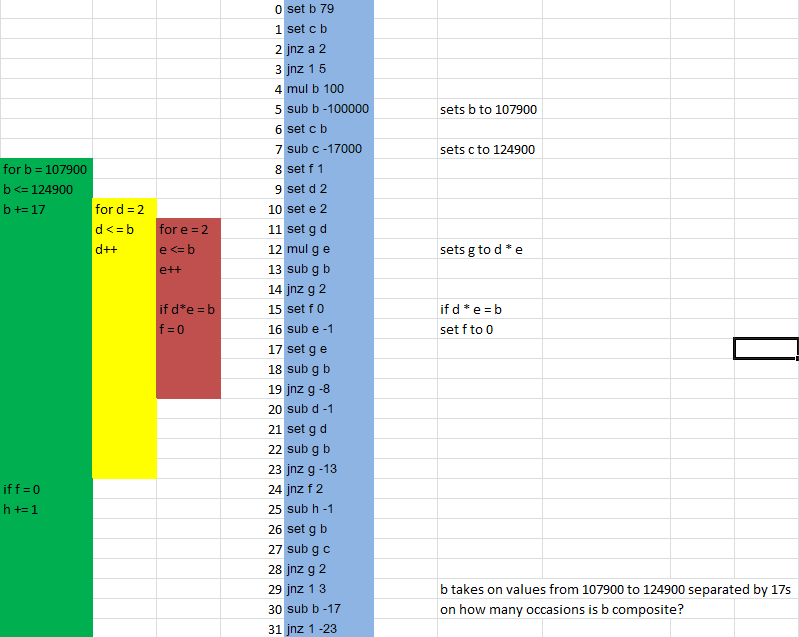 0 set b 79
1 set c b
2 jnz a 2
3 jnz 1 5
4 mul b 100
5 sub b -100000 sets b to 107900
6 set c b
7 sub c -17000 sets c to 124900
for b = 107900 8 set f 1
b <= 124900 9 set d 2
b += 17 for d = 2 10 set e 2
d <= b for e = 2 11 set g d
d++ e <= b 12 mul g e sets g to d * e
e++ 13 sub g b
14 jnz g 2
if d*e = b 15 set f 0 if d * e = b
f = 0 16 sub e -1 set f to 0
17 set g e
18 sub g b
19 jnz g -8
20 sub d -1
21 set g d
22 sub g b
23 jnz g -13
if f = 0 24 jnz f 2
h += 1 25 sub h -1
26 set g b
27 sub g c
28 jnz g 2
29 jnz 1 3 b takes on values from 107900 to 124900 separated by 17s
30 sub b -17 on how many occasions is b composite?
31 jnz 1 -23